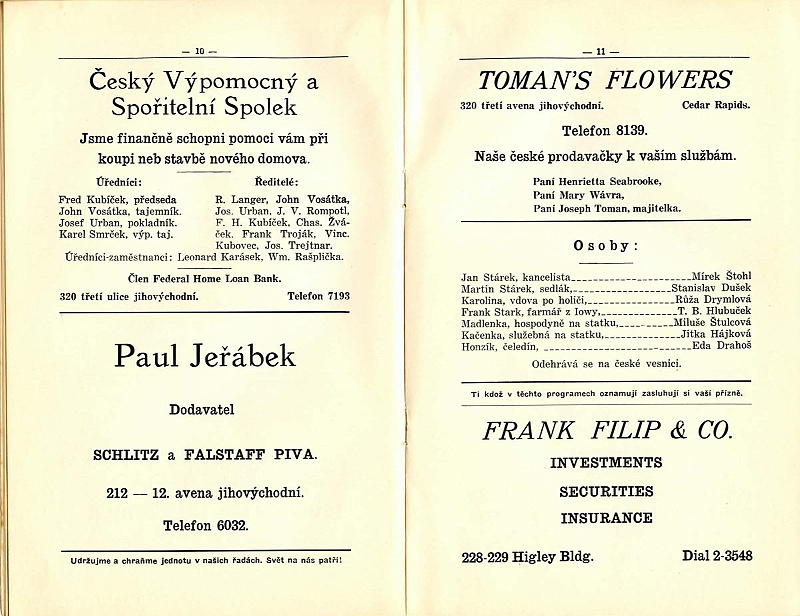 — 10 —
Český Výpomocný a
Spořitelní Spolek
Jsme finančně schopni pomoci vám při
koupi neb stavbě nového domova.
Úředníci:
Fred Kubíček, předseda
John Vosátka, tajemník.
Josef Urban, pokladník.
Karel Smrček, výp. taj.
Ředitelé:
R. Langer, John Vosátka,
Jos. Urban, J. V. Rompotl,
F. H. Kubíček, Chas. Žvá-
ček. Frank Troják, Vinc.
Kubovec, Jos. Trejtnar.
Úředníci-zaměstnanci: Leonard Karásek, Wm. Rašplička.
Člen Federal Home Loan Bank.
320 třetí ulice jihovýchodní. Telefon 7193
Paul Jeřábek
Dodavatel
SCHLITZ a FALSTAFF PIVA.
212 — 12. avena jihovýchodní.
Telefon 6032.
Udržujme a chraňme jednotu v našich řadách. Svět na nás patří!
— 11 —
TOMAN'S FLOWERS
320 třetí avena jihovýchodní. Cedar Rapids.
Telefon 8139.
Naše české prodavačky k vaším službám.
Paní Henrietta Seabrooke,
Paní Mary Wávra,
Paní Joseph Toman, majitelka.
Osoby:
Jan Stárek, kancelista Mírek Štohl
Martin Stárek, sedlák, Stanislav Dušek
Karolina, vdova po holiči, Růža Drymlová
Frank Stark, farmář z Iowy, T. B. Hlubuček
Madlenka, hospodyně na statku, Miluše Štulcová
Kačenka, služebná na statku, Jitka Hájková
Honzík, čeledín, Eda Drahoš
Odehrává se na české vesnici.
Ti kdož v těchto programech oznamují zasluhují si vaší přízně.
FRANK FILIP & CO.
INVESTMENTS
SECURITIES
INSURANCE
228-229 Higley Bldg. Dial 2-3548